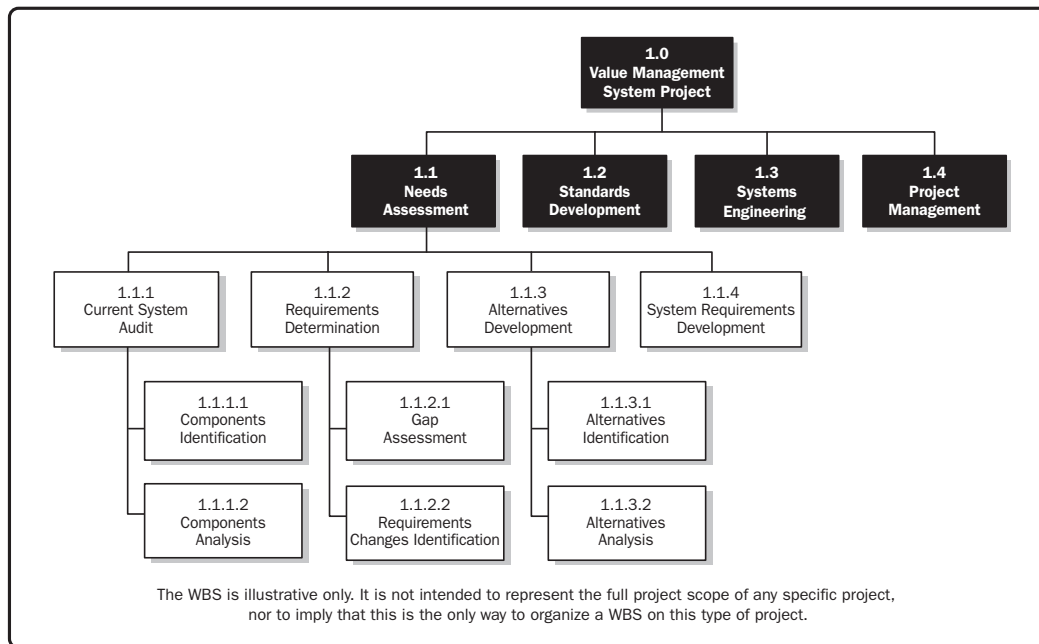 1.0
Value Management
System Project
1.1
Needs
Assessment
1.2
Standards
Development
1.3
Systems
Engineering
1.4
Project
Management
1.1.1
Current System
Audit
1.1.2
Requirements
Determination
1.1.3
Alternatives
Development
1.1.4
System Requirements
Development
1.1.1.1
Components
Identification
1.1.2.1
Gap
Assessment
1.1.3.1
Alternatives
Identification
1.1.1.2
Components
Analysis
1.1.2.2
Requirements
Changes Identification
1.1.3.2
Alternatives
Analysis
The WBS is illustrative only. It is not intended to represent the full project scope of any specific project,
nor to imply that this is the only way to organize a WBS on this type of project.